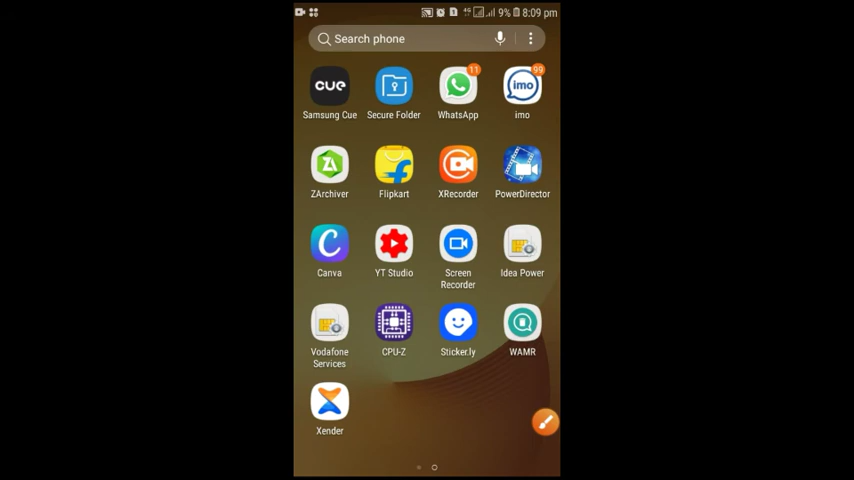 4G 9% 8:09 pm
Search phone
11
99
cue
imo
Samsung Cue
Secure Folder
WhatsApp
imo
ZArchiver
Flipkart
XRecorder
PowerDirector
Canva
YT Studio
Screen Recorder
Idea Power
Vodafone Services
CPU-Z
Sticker.ly
WAMR
Xender